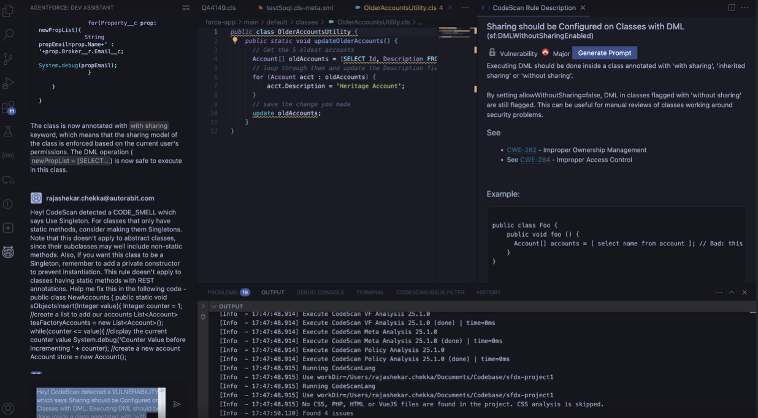 AGENTFORCE: DEV ASSISTANT
for(Property__c prop:
newPropList){
String
propEmail=prop.Name+' :
'+prop.Broker__r.Email__c;
System.debug(propEmail);
}
}
}
The class is now annotated with with sharing
keyword, which means that the sharing model of
the class is enforced based on the current user's
permissions. The DML operation (
newPropList = [SELECT...) is now safe to execute
in this class.
rajashekar.chekka@autorabit.com
Hey! CodeScan detected a CODE_SMELL which
says Use Singleton. For classes that only have
static methods, consider making them Singletons.
Note that this doesn't apply to abstract classes,
since their subclasses may well include non-static
methods. Also, if you want this class to be a
Singleton, remember to add a private constructor
to prevent instantiation. This rule doesn't apply to
classes having static methods with REST
annotations. Help me fix this in the following code -
public class NewAccounts { public static void
sObjectsInsert(Integer value){ Integer counter = 1;
//create a list to add our accounts List<Account>
teaFactoryAccounts = new List<Account>();
while(counter <= value){ //display the current
counter value System.debug('Counter Value before
incrementing ' + counter); //create a new account
Account store = new Account();
Hey! CodeScan detected a VULNERABILITY
which says Sharing should be Configured on
Classes with DML. Executing DML should be
done inside a class annotated with 'with
QA4149.cls
testSoql.cls-meta.xml
OlderAccountsUtility.cls 4
force-app > main > default > classes > OlderAccountsUtility.cls > ...
1 public class OlderAccountsUtility {
2 public static void updateOlderAccounts() {
3 // Get the 5 oldest accounts
4 Account[] oldAccounts = [SELECT Id, Description FRO
5 // loop through them and update the Description fie
6 for (Account acct : oldAccounts) {
7 acct.Description = 'Heritage Account';
8 }
9 // save the change you made
10 update oldAccounts;
11 }
12 }
CodeScan Rule Description
Sharing should be Configured on Classes with DML
(sf:DMLWithoutSharingEnabled)
Vulnerability Major Generate Prompt
Executing DML should be done inside a class annotated with 'with sharing', 'inherited
sharing' or 'without sharing'.
By setting allowWithoutSharing=false, DML in classes flagged with 'without sharing'
are still flagged. This can be useful for manual reviews of classes working around
security problems.
See
• CWE-282 - Improper Ownership Management
• See CWE-284 - Improper Access Control
Example:
public class Foo {
public void foo () {
Account[] accounts = [ select name from account ]; // Bad: this
}
}
PROBLEMS 19 OUTPUT DEBUG CONSOLE TERMINAL CODESCAN ISSUE FILTER HISTORY
OUTPUT
[Info - 17:47:48.914] Execute CodeScan VF Analysis 25.1.0
[Info - 17:47:48.914] Execute CodeScan VF Analysis 25.1.0 (done) | time=0ms
[Info - 17:47:48.914] Execute CodeScan Meta Analysis 25.1.0
[Info - 17:47:48.914] Execute CodeScan Meta Analysis 25.1.0 (done) | time=0ms
[Info - 17:47:48.914] Execute CodeScan Policy Analysis 25.1.0
[Info - 17:47:48.914] Execute CodeScan Policy Analysis 25.1.0 (done) | time=0ms
[Info - 17:47:48.915] Running CodeScanLang
[Info - 17:47:48.915] Use workDir=/Users/rajashekar.chekka/Documents/Codebase/sfdx-project1
[Info - 17:47:48.915] Running CodeScanLang
[Info - 17:47:48.915] Use workDir=/Users/rajashekar.chekka/Documents/Codebase/sfdx-project1
[Info - 17:47:48.915] No CSS, PHP, HTML or VueJS files are found in the project. CSS analysis is skipped.
[Info - 17:47:50.120] Found 4 issues